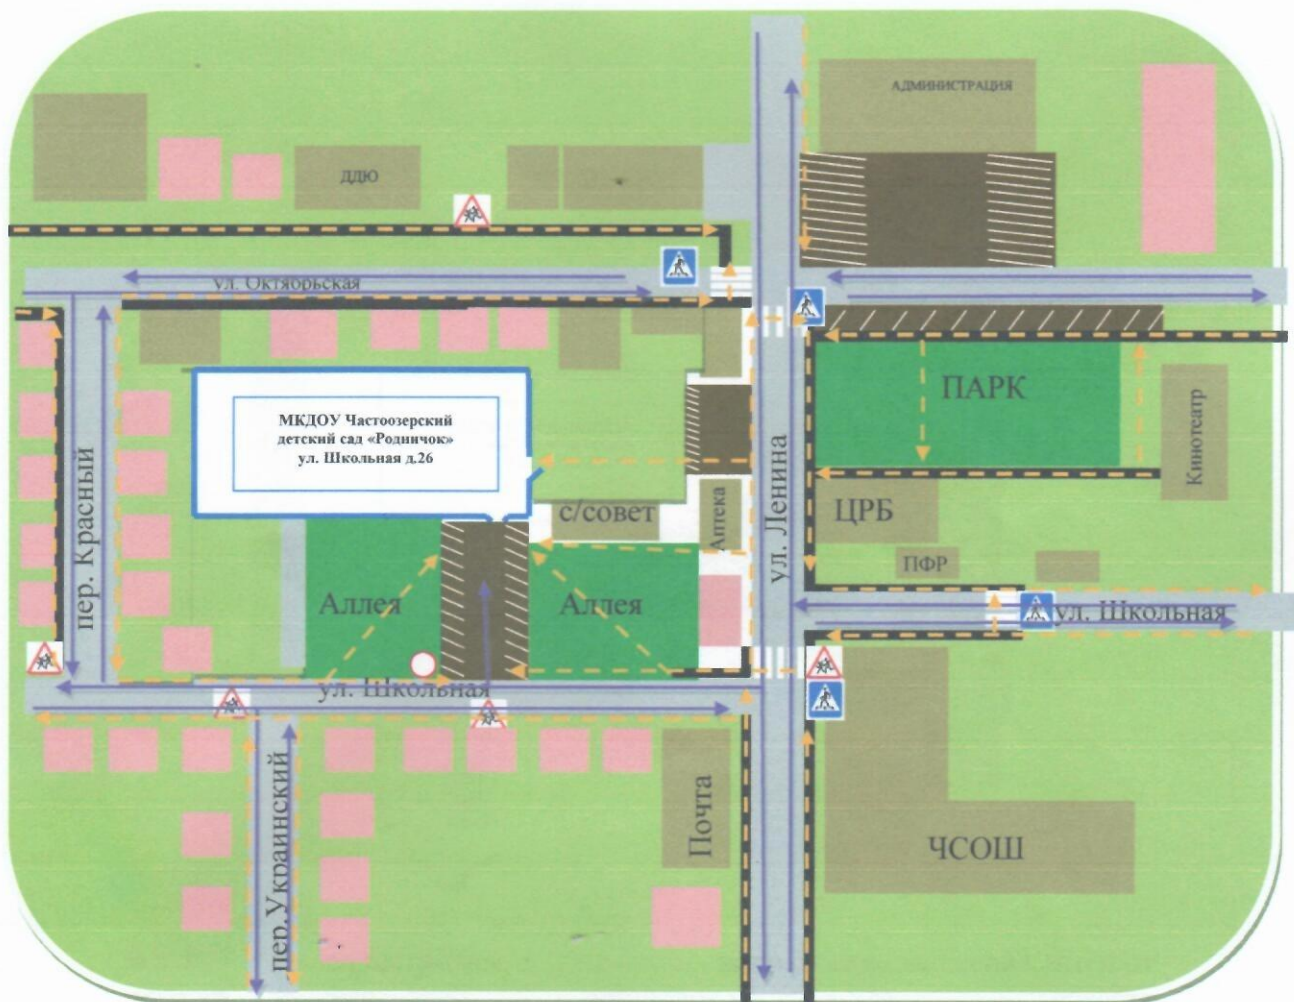 АДМИНИСТРАЦИЯ
ДДЮ
ул. Октябрьская
ПАРК
МКДОУ Частоозерский
детский сад «Родничок»
ул. Школьная д.26
Кинотеатр
пер. Красный
ул. Ленина
Аптека
с/совет
ЦРБ
ПФР
Аллея
Аллея
ул. Школьная
ул. Школьная
пер.Украинский
Почта
ЧСОШ